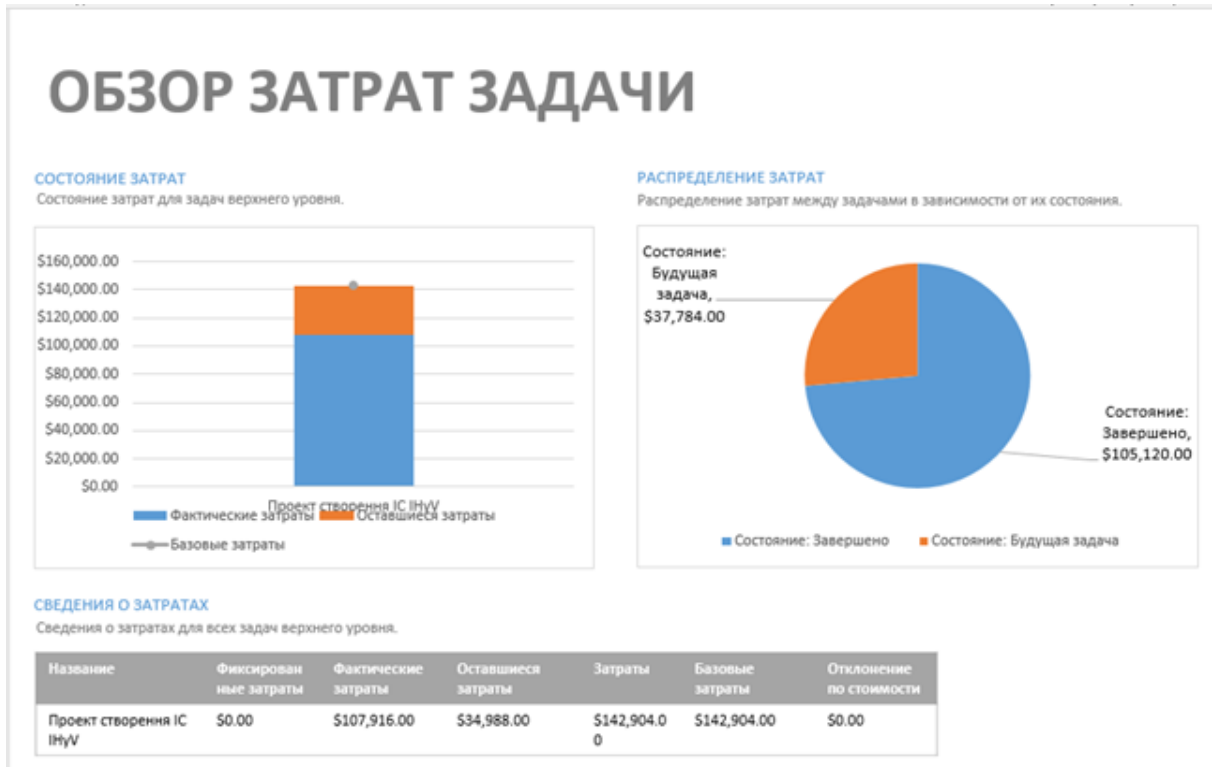 ОБЗОР ЗАТРАТ ЗАДАЧИ
СОСТОЯНИЕ ЗАТРАТ
Состояние затрат для задач верхнего уровня.
$160,000.00
$140,000.00
$120,000.00
$100,000.00
$80,000.00
$60,000.00
$40,000.00
$20,000.00
$0.00
Проект створення ІС IHyV
Фактические затраты Оставшиеся затраты
Базовые затраты
РАСПРЕДЕЛЕНИЕ ЗАТРАТ
Распределение затрат между задачами в зависимости от их состояния.
Состояние:
Будущая
задача,
$37,784.00
Состояние:
Завершено,
$105,120.00
Состояние: Завершено Состояние: Будущая задача
СВЕДЕНИЯ О ЗАТРАТАХ
Сведения о затратах для всех задач верхнего уровня.
Название Фиксирован Фактические Оставшиеся Затраты Базовые Отклонение
ные затраты затраты затраты затраты по стоимости
Проект створення ІС $0.00 $107,916.00 $34,988.00 $142,904.0 $142,904.00 $0.00
IHyV 0